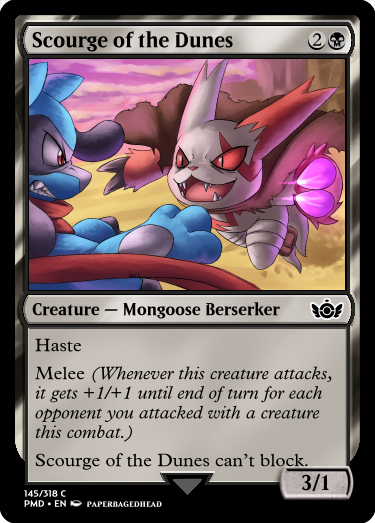 Scourge of the Dunes 2
Creature — Mongoose Berserker
Haste
Melee (Whenever this creature attacks,
it gets +1/+1 until end of turn for each
opponent you attacked with a creature
this combat.)
Scourge of the Dunes can't block.
3/1
145/318 C
PMD • EN PAPERBAGEDHEAD